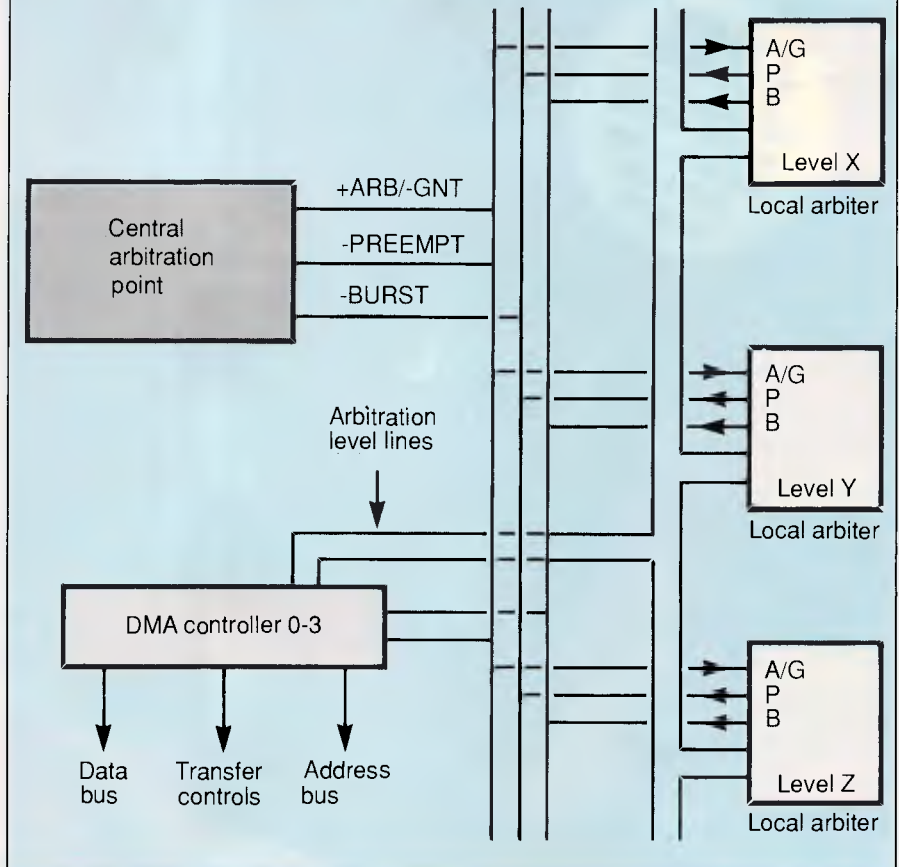 A/G
P
B
Level X
Local arbiter
+ARB/-GNT
Central
arbitration
point
-PREEMPT
-BURST
A/G
P
B
Level Y
Local arbiter
Arbitration
level lines
DMA controller 0-3
A/G
P
B
Level Z
Local arbiter
Data
bus
Transfer
controls
Address
bus